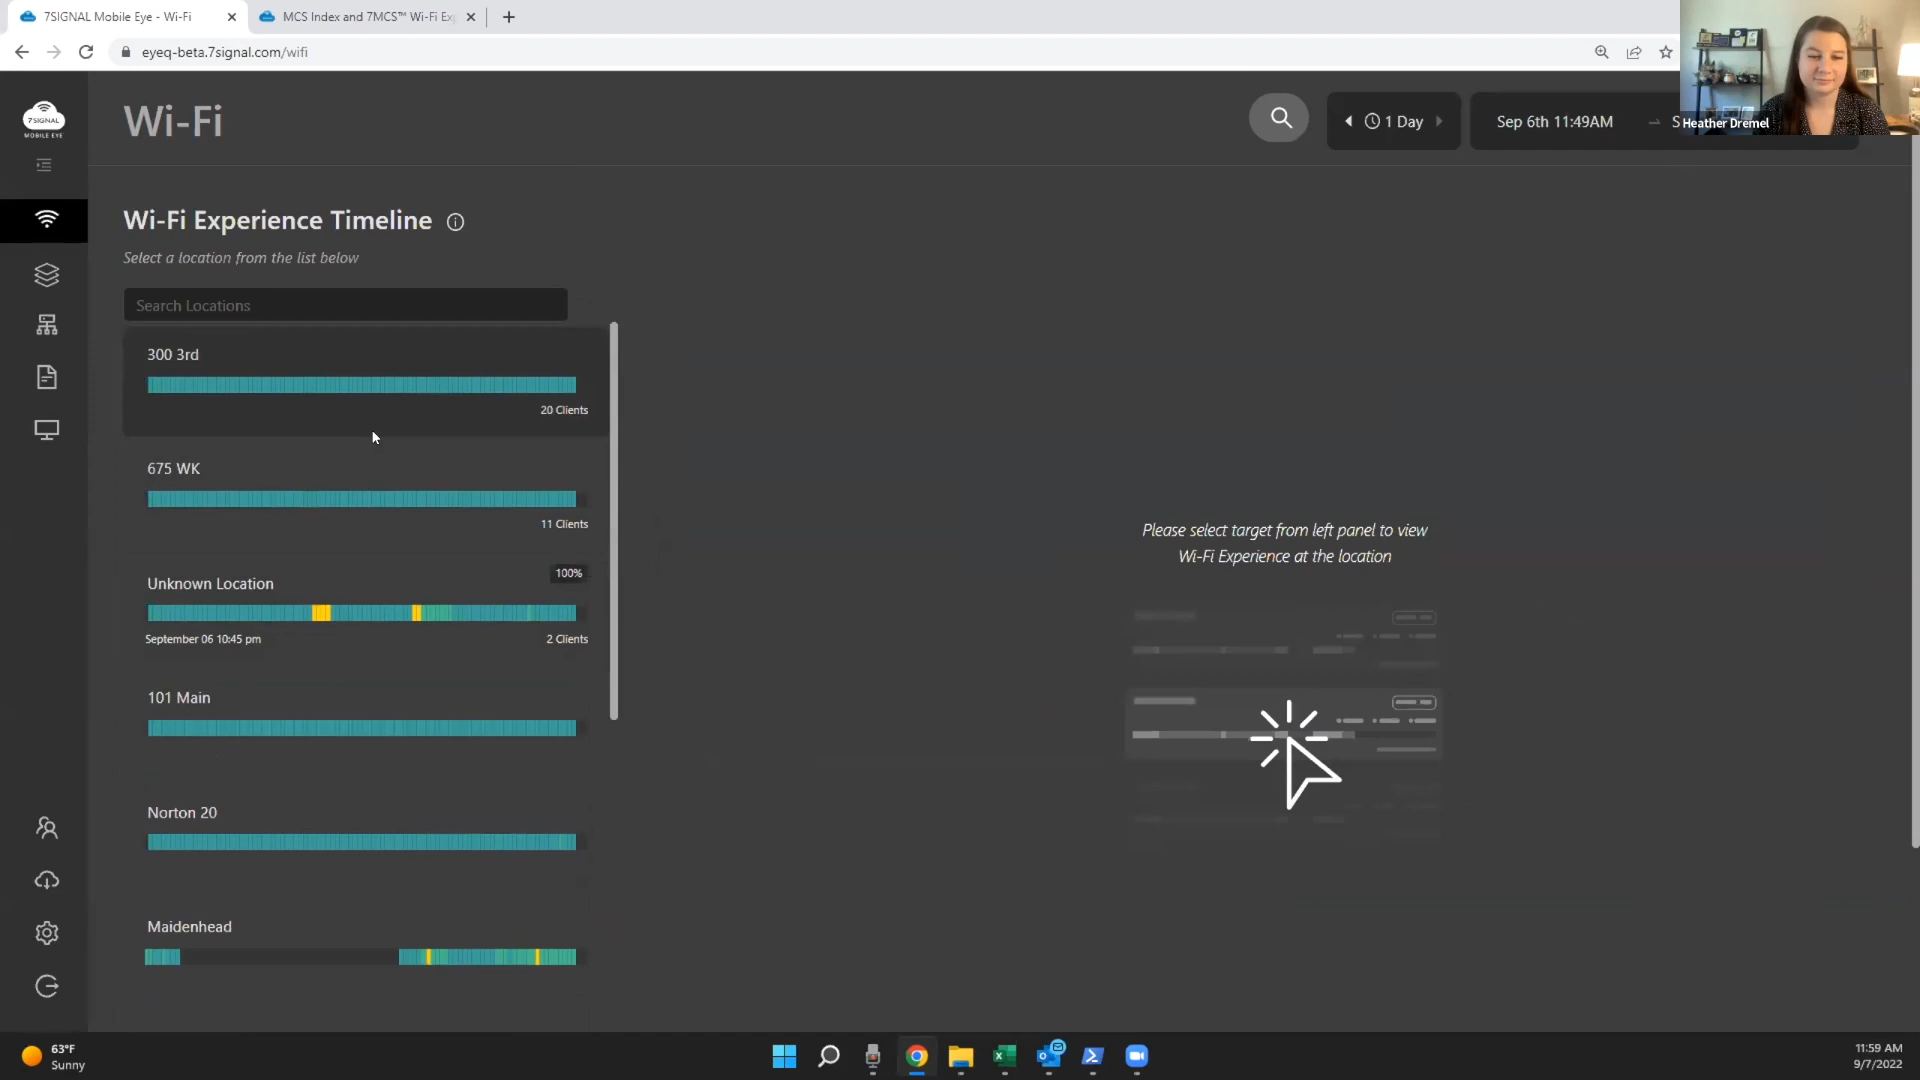 7SIGNAL Mobile Eye - Wi-Fi
MCS Index and 7MCS™ Wi-Fi Ex
eyeq-beta.7signal.com/wifi
Heather Dremel
7SIGNAL
MOBILE EYE
Wi-Fi
1 Day
Sep 6th 11:49AM
S
Wi-Fi Experience Timeline
Select a location from the list below
Search Locations
300 3rd
20 Clients
675 WK
11 Clients
100%
Unknown Location
September 06 10:45 pm
2 Clients
101 Main
Norton 20
Maidenhead
Please select target from left panel to view
Wi-Fi Experience at the location
63°F
Sunny
11:59 AM
9/7/2022